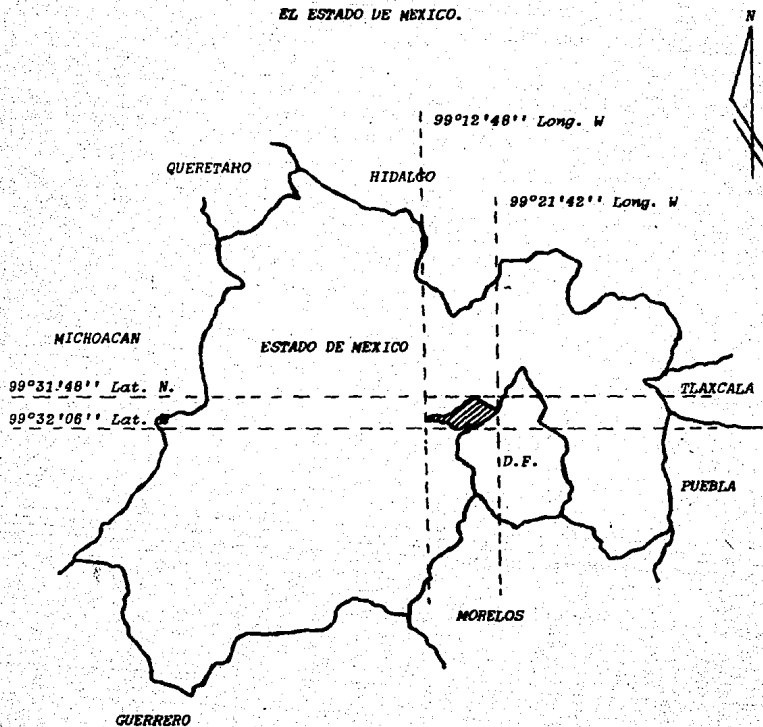 EL ESTADO DE MEXICO.
N
99°12'48'' Long. W
QUERETARO
HIDALGO
99°21'42'' Long. W
MICHOACAN
ESTADO DE MEXICO
99°31'48'' Lat. N.
TLAXCALA
99°32'06'' Lat.
D.F.
PUEBLA
MORELOS
GUERRERO